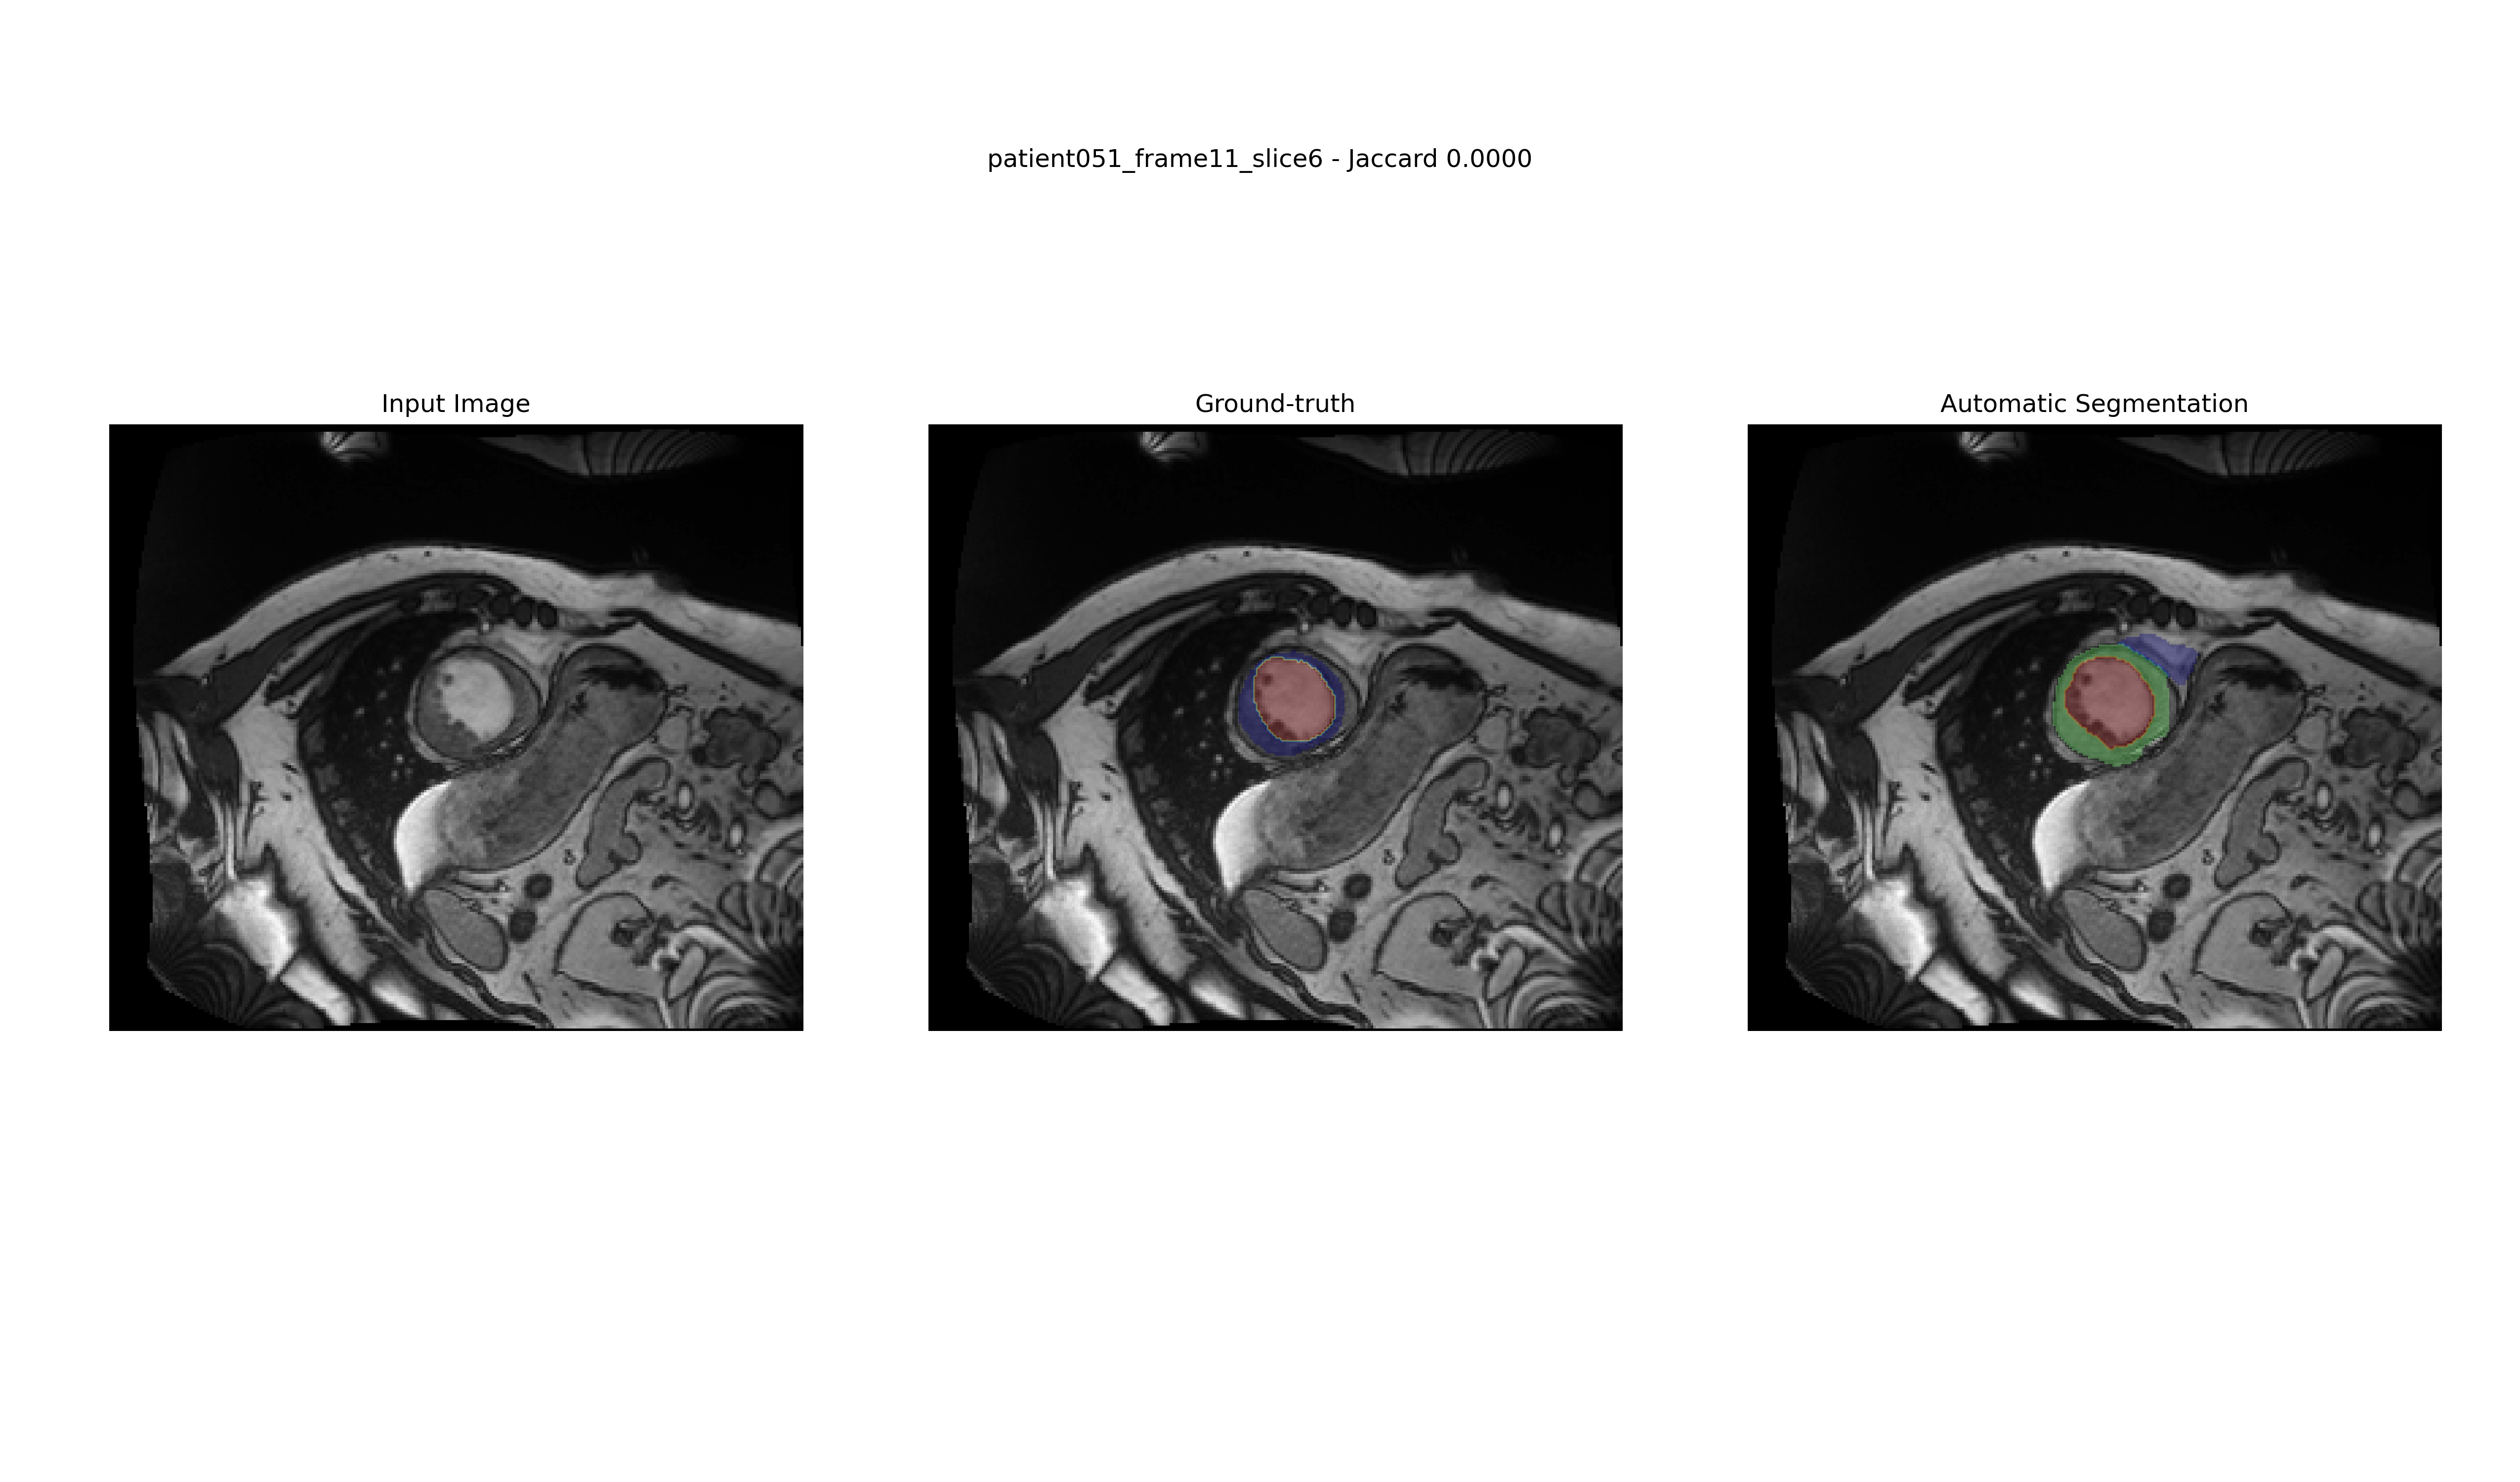 patient051_frame11_slice6 - Jaccard 0.0000
Input Image
Ground-truth
Automatic Segmentation